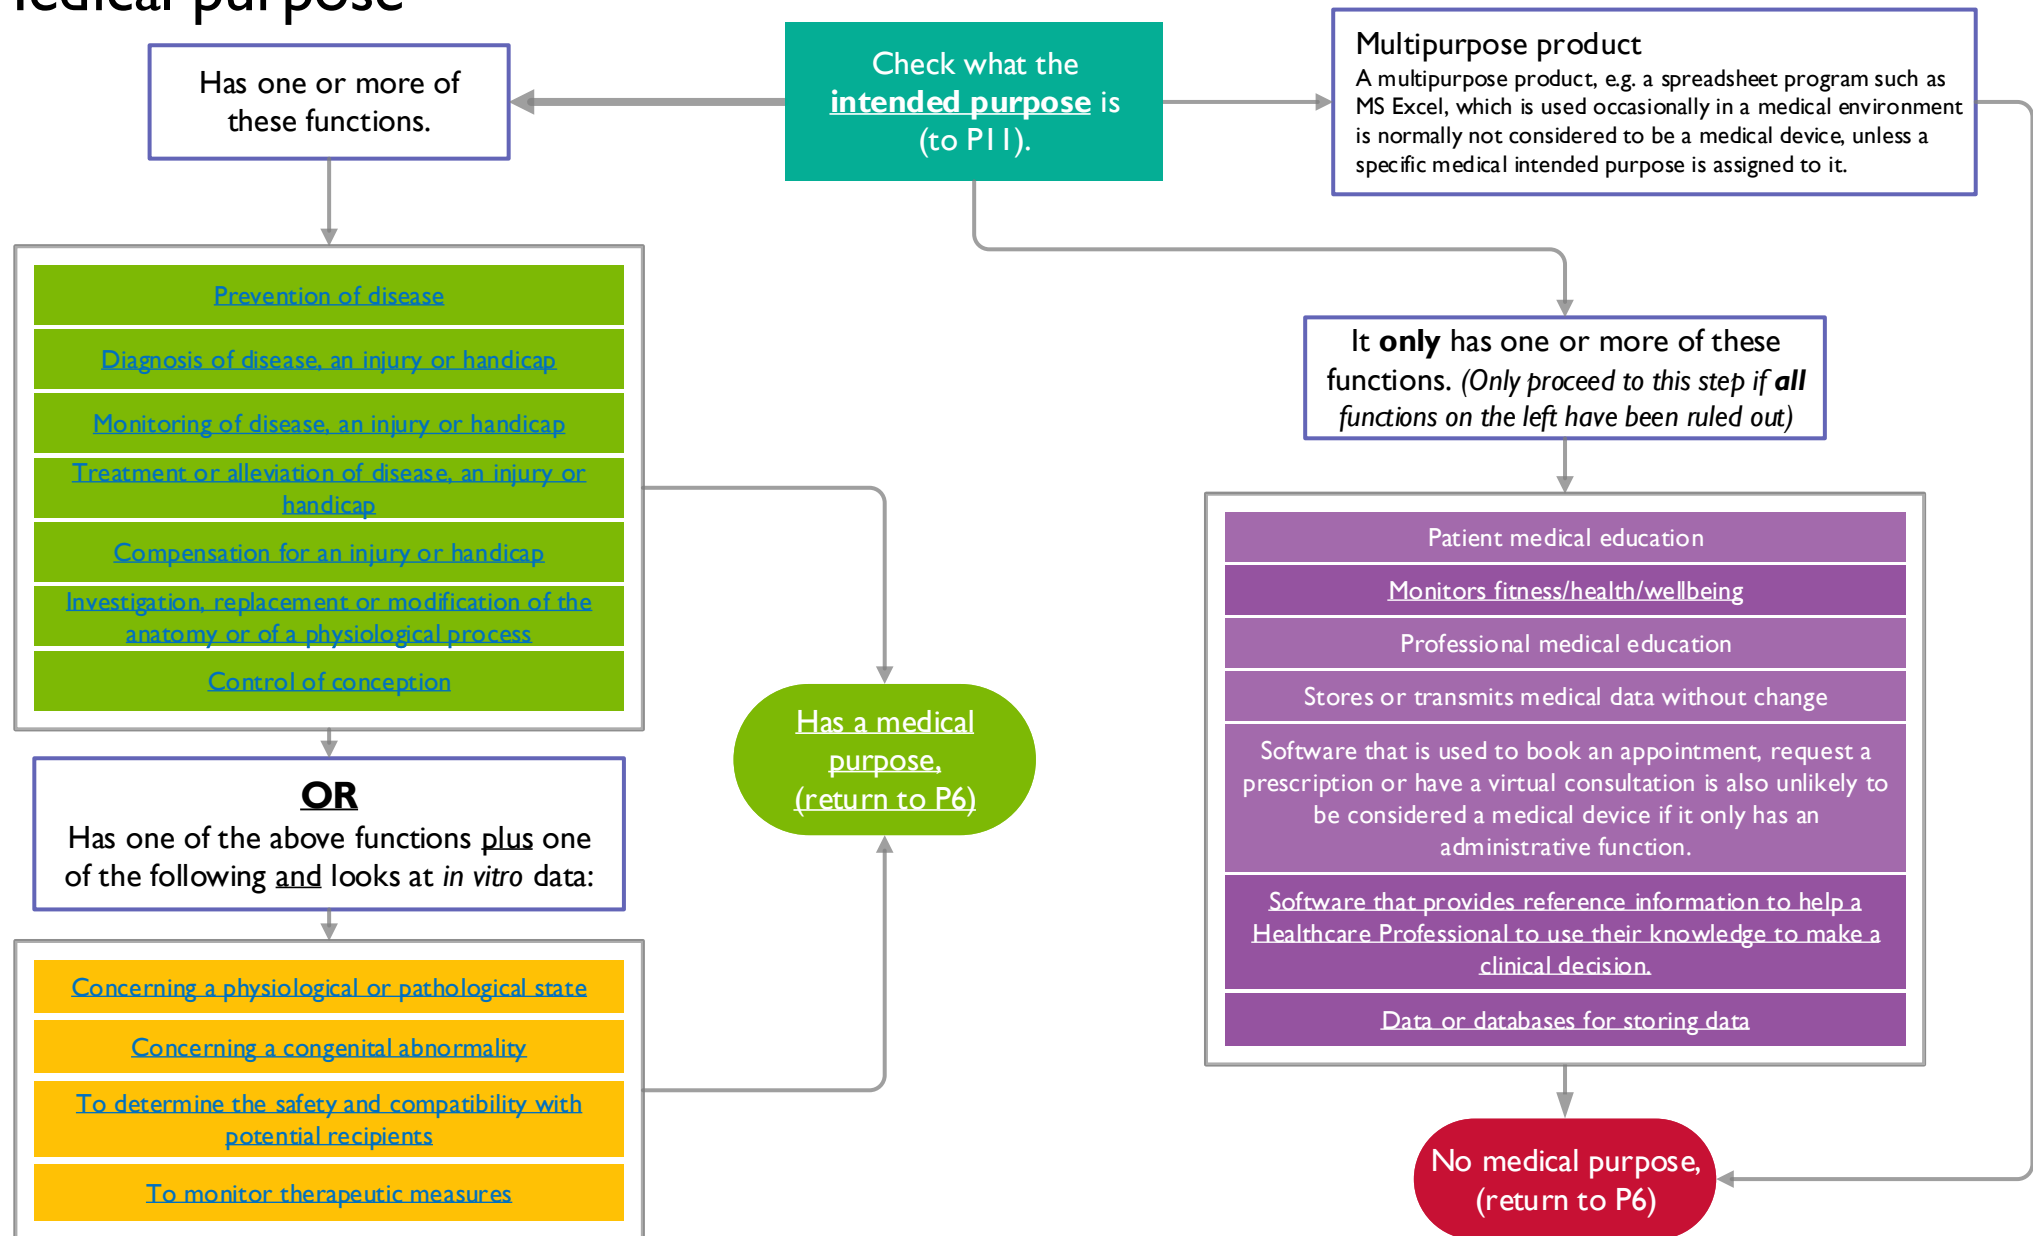 Has one or more of
these functions.
Check what the
intended purpose is
(to P11).
Multipurpose product
A multipurpose product, e.g. a spreadsheet program such as
MS Excel, which is used occasionally in a medical environment
is normally not considered to be a medical device, unless a
specific medical intended purpose is assigned to it.
Prevention of disease
Diagnosis of disease, an injury or handicap
Monitoring of disease, an injury or handicap
Treatment or alleviation of disease, an injury or
handicap
Compensation for an injury or handicap
Investigation, replacement or modification of the
anatomy or of a physiological process
Control of conception
OR
Has one of the above functions plus one
of the following and looks at in vitro data:
Concerning a physiological or pathological state
Concerning a congenital abnormality
To determine the safety and compatibility with
potential recipients
To monitor therapeutic measures
Has a medical
purpose,
(return to P6)
It only has one or more of these
functions. (Only proceed to this step if all
functions on the left have been ruled out)
Patient medical education
Monitors fitness/health/wellbeing
Professional medical education
Stores or transmits medical data without change
Software that is used to book an appointment, request a
prescription or have a virtual consultation is also unlikely to
be considered a medical device if it only has an
administrative function.
Software that provides reference information to help a
Healthcare Professional to use their knowledge to make a
clinical decision.
Data or databases for storing data
No medical purpose,
(return to P6)